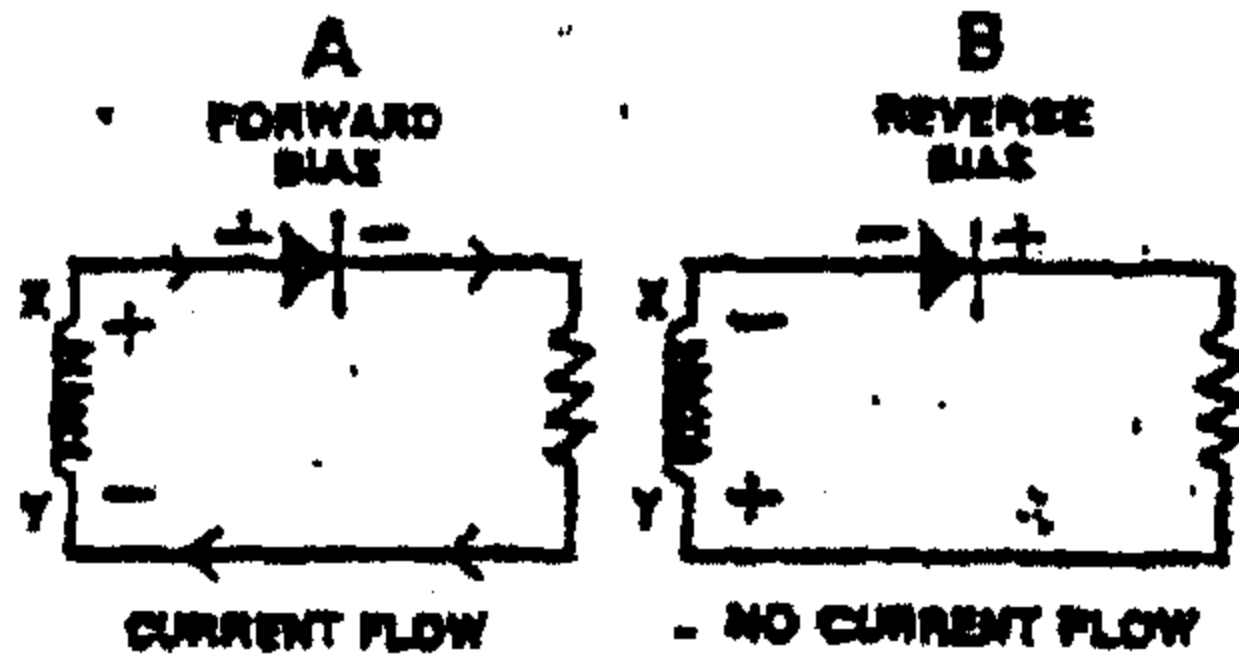 A
FORWARD
BIAS
+ -
X
+
Y
-
CURRENT FLOW
B
REVERSE
BIAS
- +
X
-
Y
+
NO CURRENT FLOW